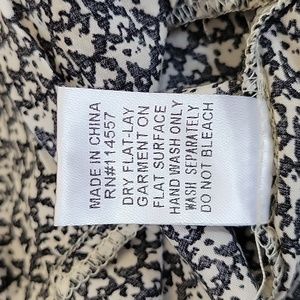 MADE IN CHINA
RN#114557
DRY FLAT-LAY
GARMENT ON
FLAT SURFACE
HAND WASH ONLY
WASH SEPARATELY
DO NOT BLEACH